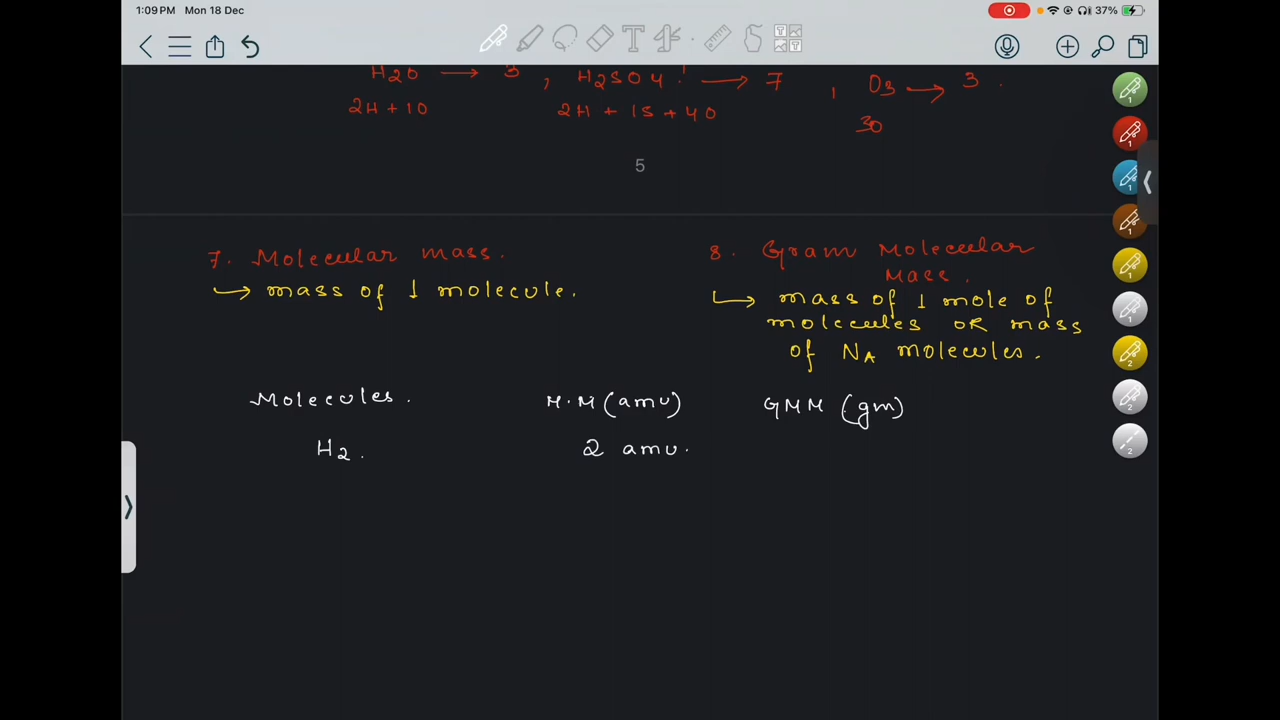 1:09 PM Mon 18 Dec
37%
H2O → 3 , H2SO4 → 7 , O3 → 3 .
2H + 1O 2H + 1S + 4O 3O
5
7. Molecular mass.
↳ mass of 1 molecule.
8. Gram Molecular
Mass.
↳ mass of 1 mole of
molecules OR mass
of NA molecules.
Molecules. M.M (amu) GMM (gm)
H2. 2 amu.